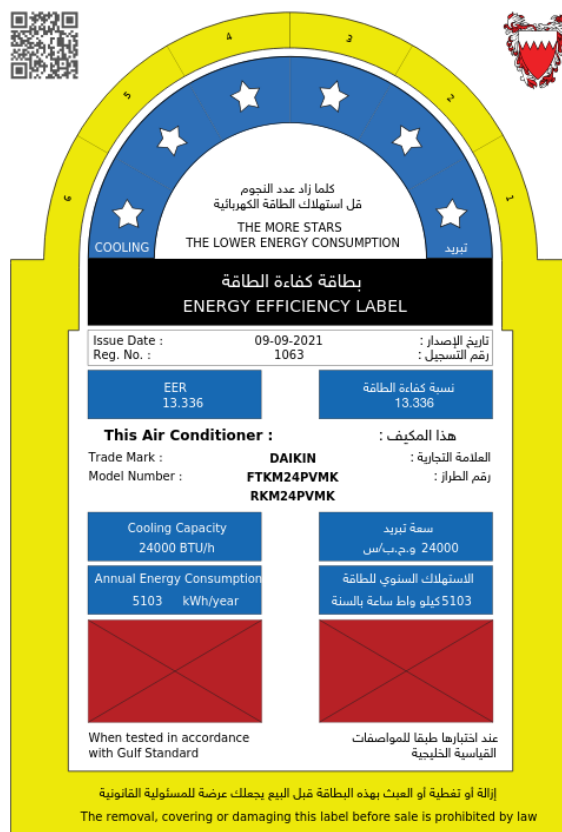 4
3
5
2
6
1
كلما زاد عدد النجوم
قل استهلاك الطاقة الكهربائية
THE MORE STARS
THE LOWER ENERGY CONSUMPTION
COOLING
تبريد
بطاقة كفاءة الطاقة
ENERGY EFFICIENCY LABEL
Issue Date : 09-09-2021 تاريخ الإصدار :
Reg. No. : 1063 رقم التسجيل :
EER نسبة كفاءة الطاقة
13.336 13.336
This Air Conditioner : هذا المكيف :
Trade Mark : DAIKIN العلامة التجارية :
Model Number : FTKM24PVMK رقم الطراز :
RKM24PVMK
Cooling Capacity سعة تبريد
24000 BTU/h 24000 و.ح.ب/س
Annual Energy Consumption الاستهلاك السنوي للطاقة
5103 kWh/year 5103 كيلو واط ساعة بالسنة
When tested in accordance عند اختبارها طبقا للمواصفات
with Gulf Standard القياسية الخليجية
إزالة أو تغطية أو العبث بهذه البطاقة قبل البيع يجعلك عرضة للمسئولية القانونية
The removal, covering or damaging this label before sale is prohibited by law